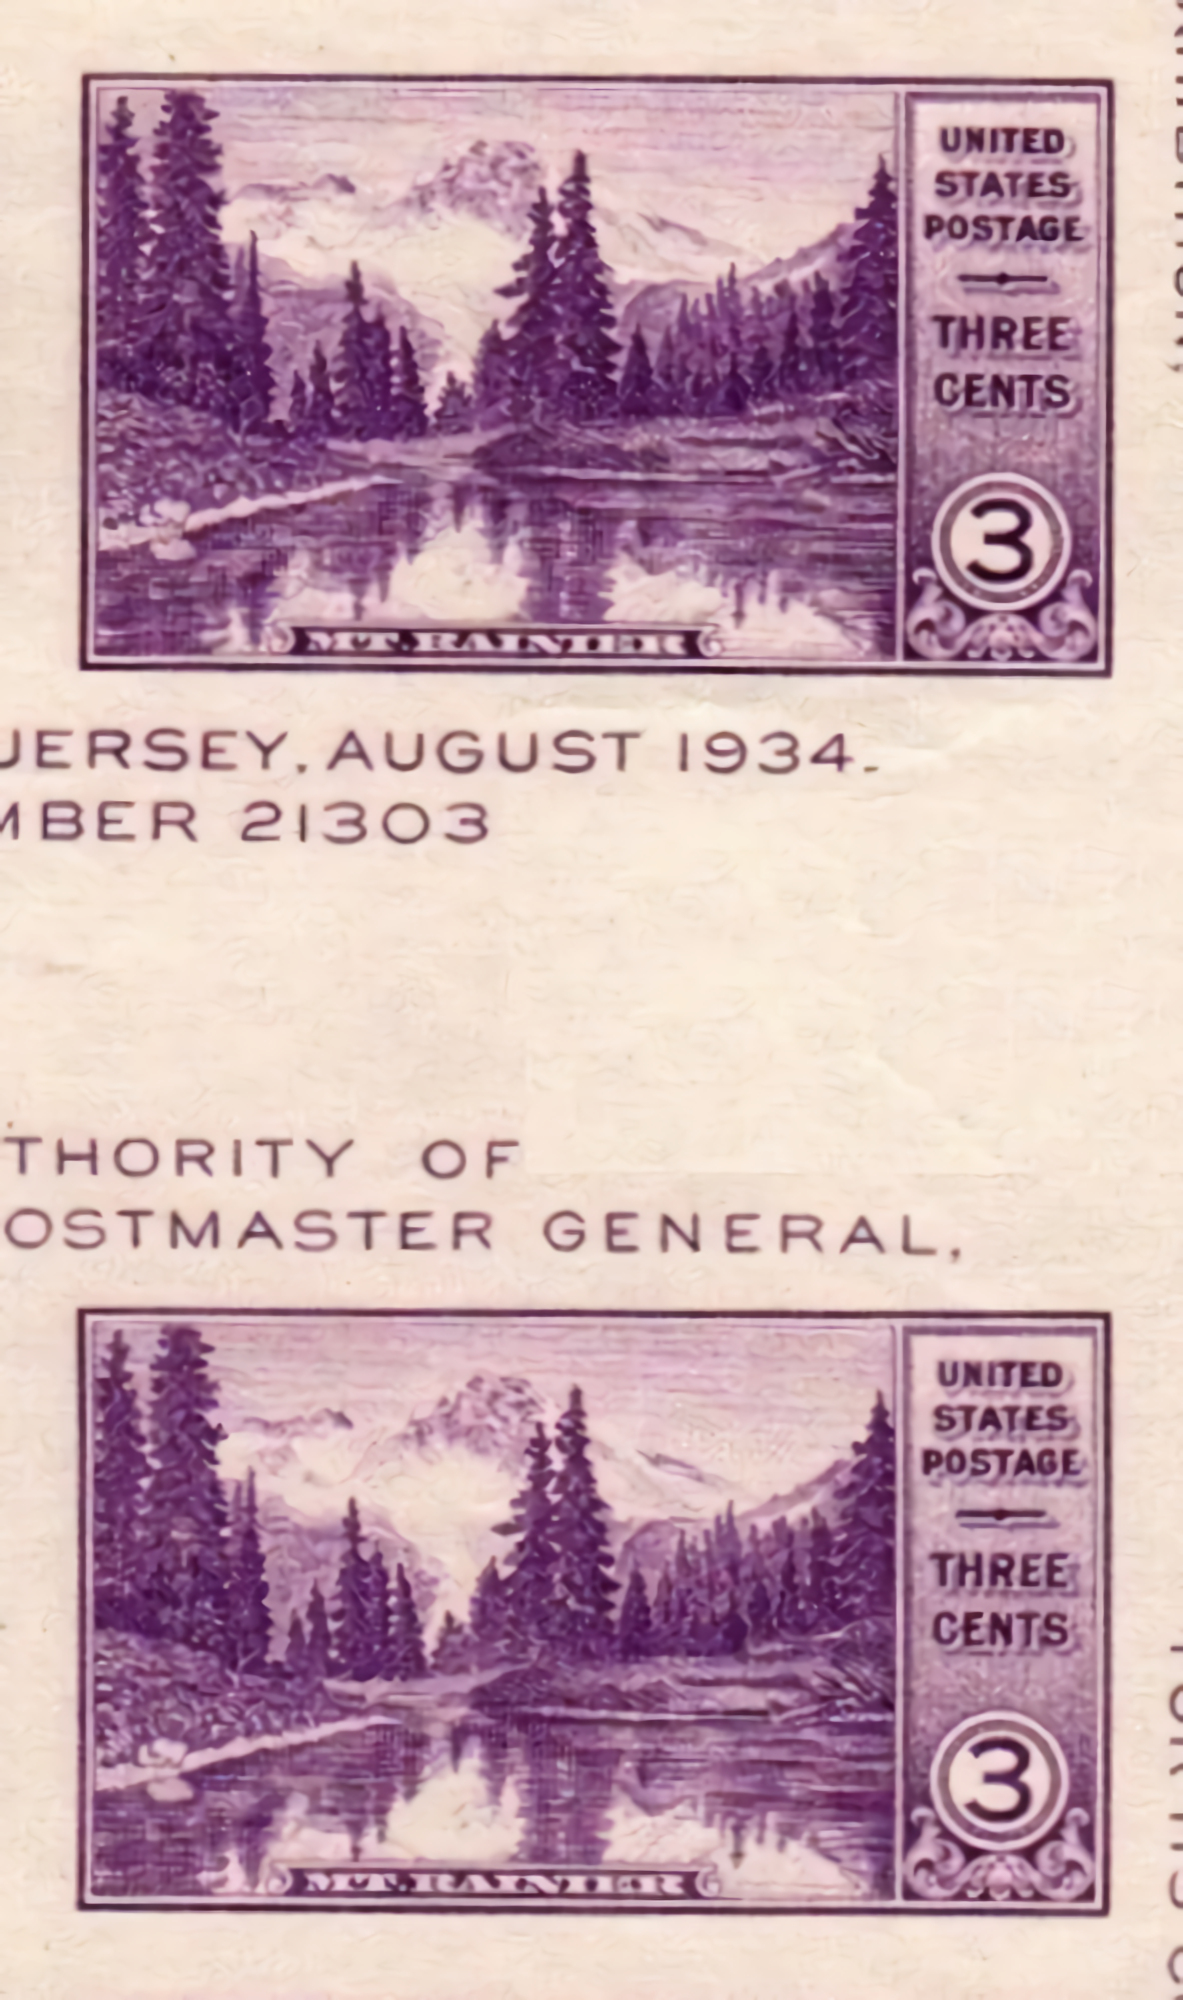 UNITED
STATES
POSTAGE
THREE
CENTS
3
MT. RAINIER
JERSEY, AUGUST 1934.
MBER 21303
THORITY OF
OSTMASTER GENERAL,
UNITED
STATES
POSTAGE
THREE
CENTS
3
MT. RAINIER